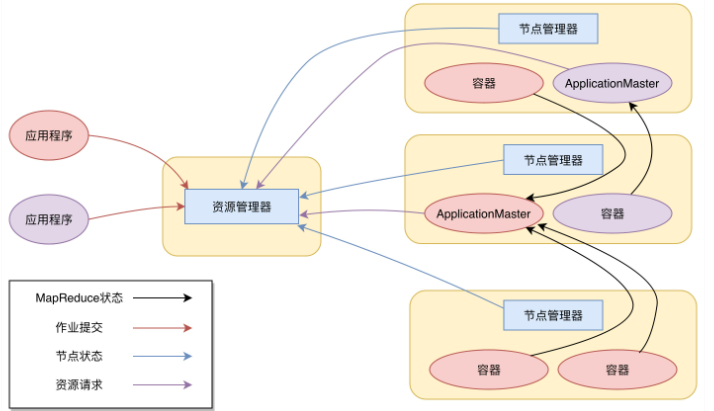 节点管理器
容器
ApplicationMaster
应用程序
节点管理器
资源管理器
应用程序
ApplicationMaster
容器
MapReduce状态
作业提交
节点状态
资源请求
节点管理器
容器
容器